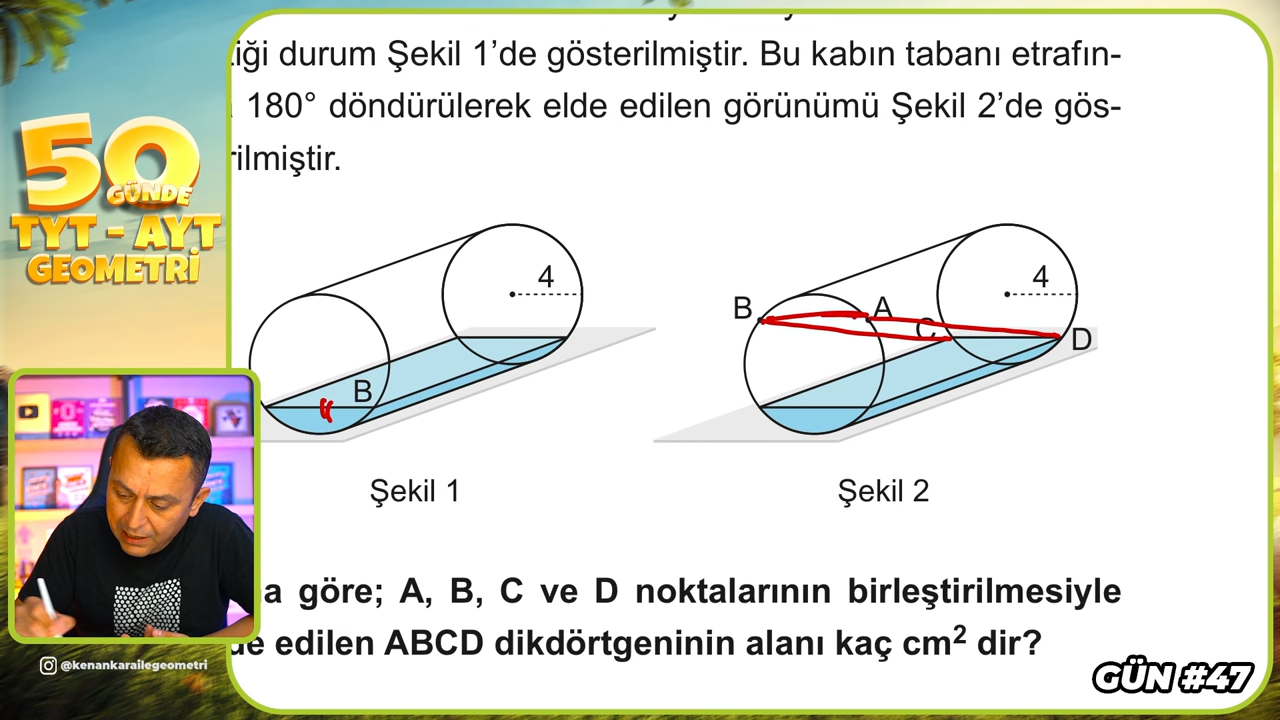 50
GÜNDE
TYT - AYT
GEOMETRİ
iği durum Şekil 1’de gösterilmiştir. Bu kabın tabanı etrafın-
180° döndürülerek elde edilen görünümü Şekil 2’de gös-
rilmiştir.
4
B
Şekil 1
4
B
A
C
D
Şekil 2
a göre; A, B, C ve D noktalarının birleştirilmesiyle
de edilen ABCD dikdörtgeninin alanı kaç cm² dir?
@kenankarailegeometri
GÜN #47